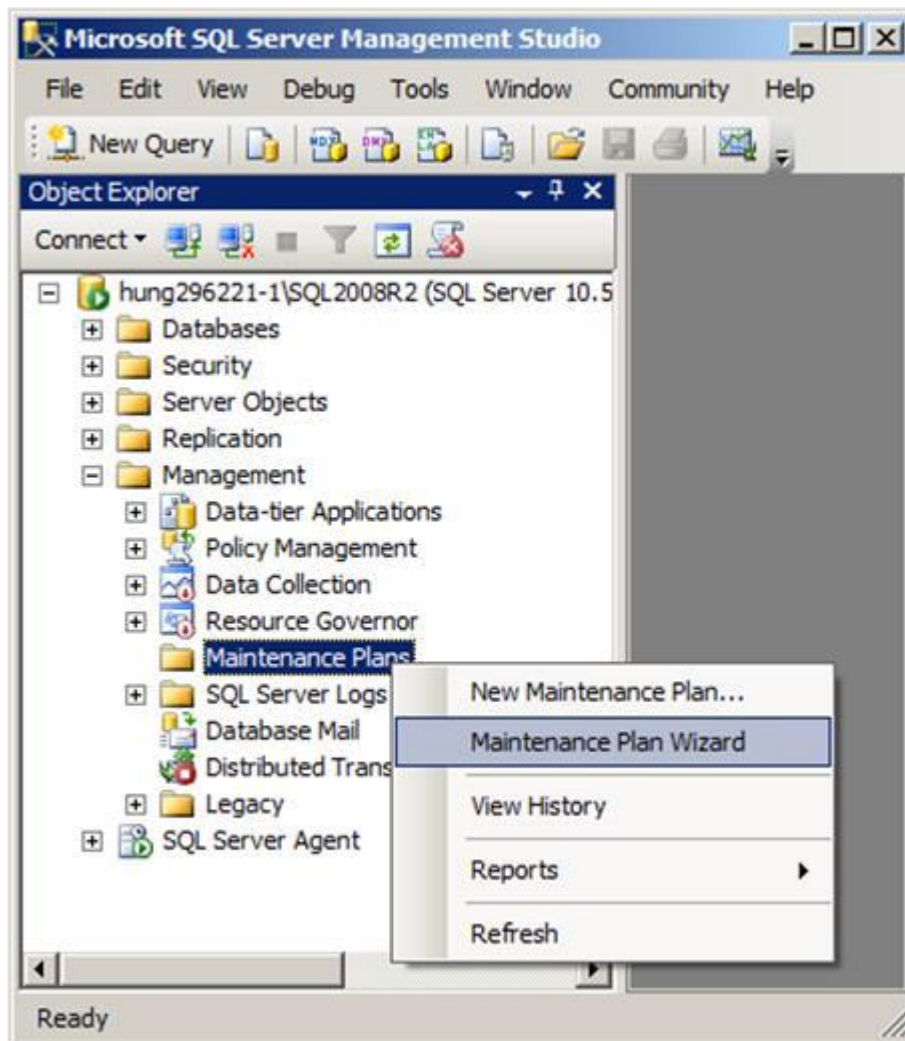 Microsoft SQL Server Management Studio
File Edit View Debug Tools Window Community Help
New Query
Object Explorer
Connect
hung296221-1\SQL2008R2 (SQL Server 10.5
Databases
Security
Server Objects
Replication
Management
Data-tier Applications
Policy Management
Data Collection
Resource Governor
Maintenance Plans
SQL Server Logs
Database Mail
Distributed Trans
Legacy
SQL Server Agent
New Maintenance Plan...
Maintenance Plan Wizard
View History
Reports
Refresh
Ready